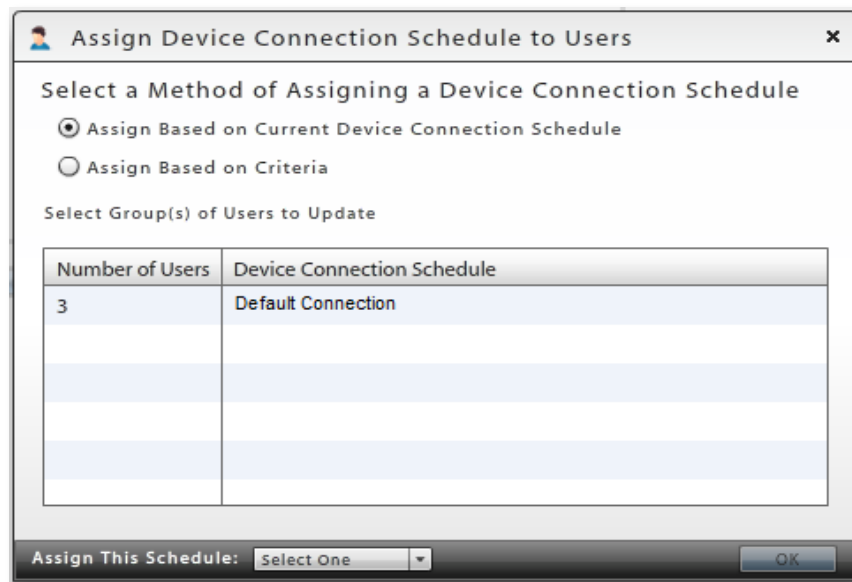 Assign Device Connection Schedule to Users
Select a Method of Assigning a Device Connection Schedule
Assign Based on Current Device Connection Schedule
Assign Based on Criteria
Select Group(s) of Users to Update
Number of Users Device Connection Schedule
3 Default Connection
Assign This Schedule: Select One OK